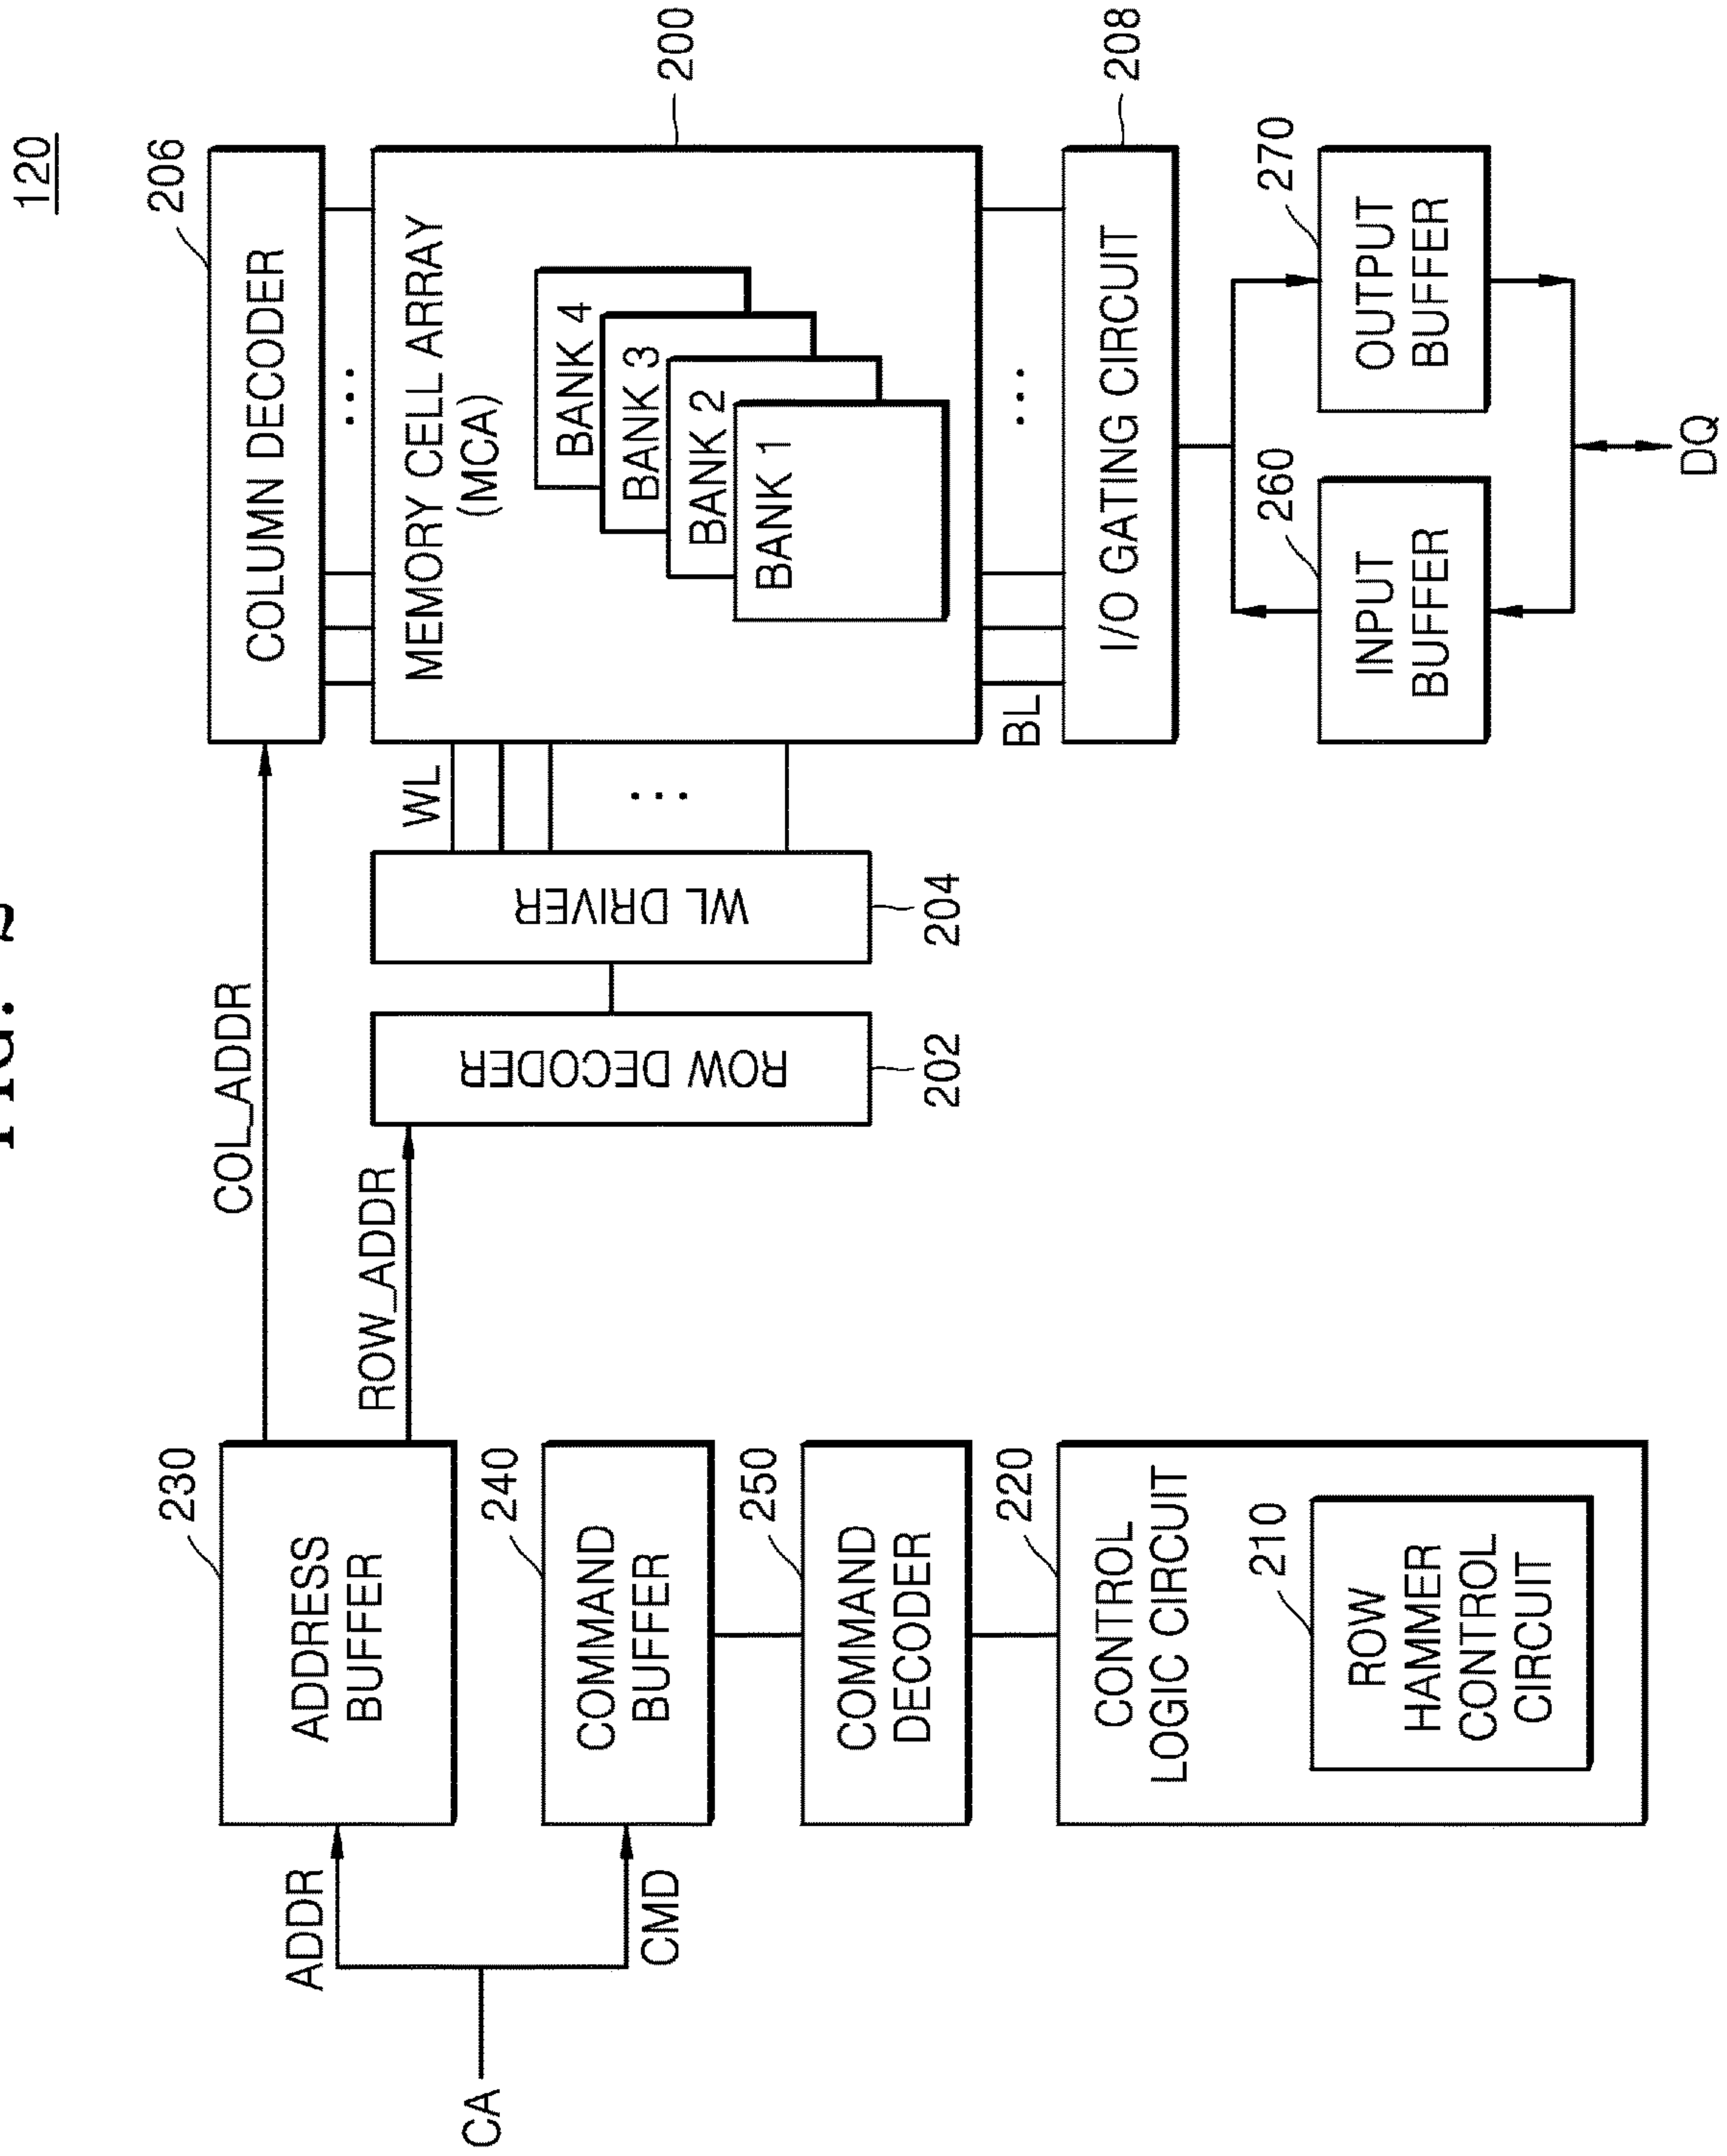 FIG. 2
120
206
COLUMN DECODER
230
COL_ADDR
ADDR
ADDRESS
BUFFER
ROW_ADDR
WL
MEMORY CELL ARRAY
(MCA)
200
BANK 4
BANK 3
BANK 2
BANK 1
ROW DECODER
WL DRIVER
202
204
CA
CMD
240
COMMAND
BUFFER
250
COMMAND
DECODER
BL
...
I/O GATING CIRCUIT
208
220
CONTROL
LOGIC CIRCUIT
210
ROW
HAMMER
CONTROL
CIRCUIT
260
INPUT
BUFFER
270
OUTPUT
BUFFER
DQ